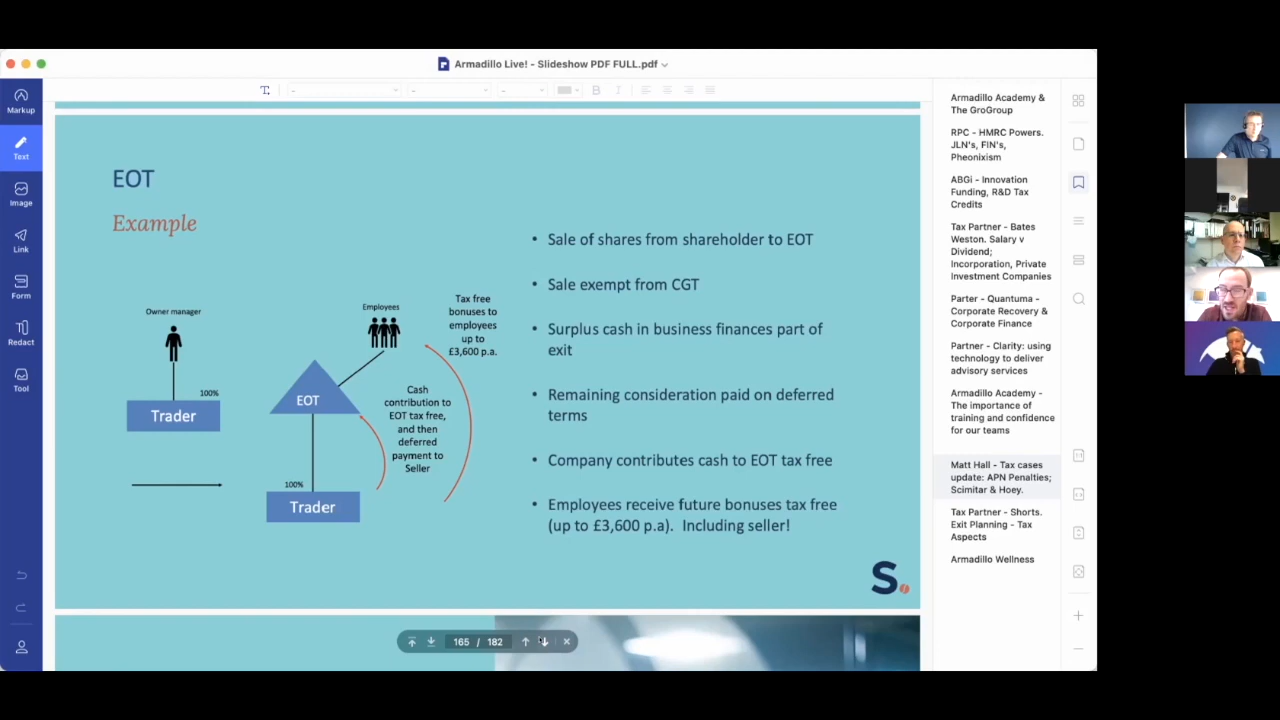 Armadillo Live! - Slideshow PDF FULL.pdf
Markup
Text
Image
Link
Form
Redact
Tool
B
I
EOT
Example
Owner manager
100%
Trader
Employees
EOT
100%
Trader
Tax free
bonuses to
employees
up to
£3,600 p.a.
Cash
contribution to
EOT tax free,
and then
deferred
payment to
Seller
• Sale of shares from shareholder to EOT
• Sale exempt from CGT
• Surplus cash in business finances part of
exit
• Remaining consideration paid on deferred
terms
• Company contributes cash to EOT tax free
• Employees receive future bonuses tax free
(up to £3,600 p.a). Including seller!
S.
165 / 182
Armadillo Academy &
The GroGroup
RPC - HMRC Powers.
JLN's, FIN's,
Pheonixism
ABGi - Innovation
Funding, R&D Tax
Credits
Tax Partner - Bates
Weston. Salary v
Dividend;
Incorporation, Private
Investment Companies
Parter - Quantuma -
Corporate Recovery &
Corporate Finance
Partner - Clarity: using
technology to deliver
advisory services
Armadillo Academy -
The importance of
training and confidence
for our teams
Matt Hall - Tax cases
update: APN Penalties;
Scimitar & Hoey.
Tax Partner - Shorts.
Exit Planning - Tax
Aspects
Armadillo Wellness